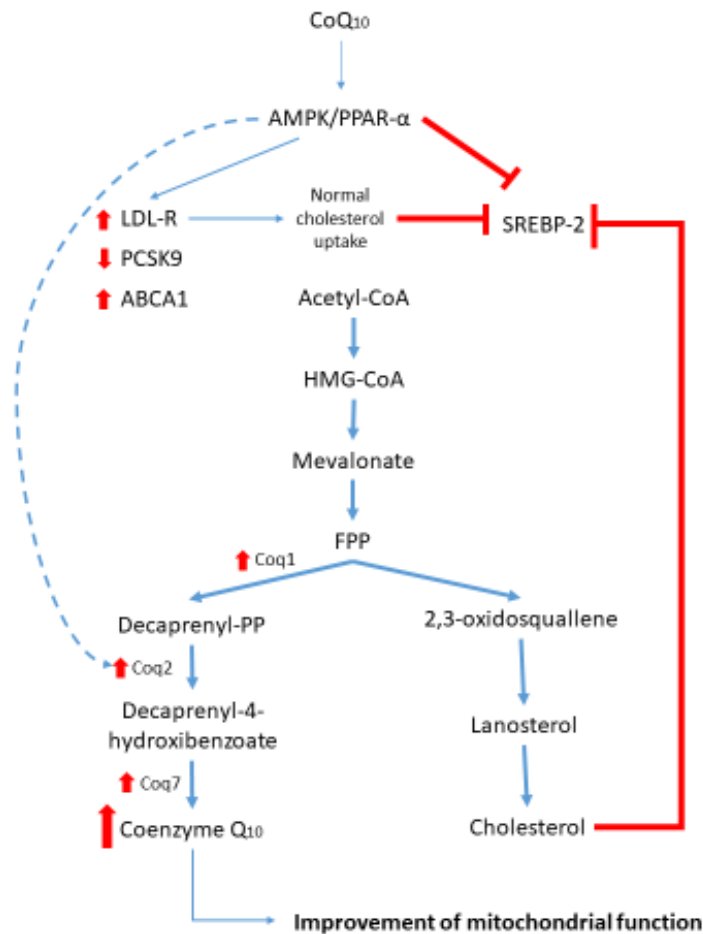 CoQ10
AMPK/PPAR-α
LDL-R
Normal
cholesterol
uptake
SREBP-2
PCSK9
ABCA1
Acetyl-CoA
HMG-CoA
Mevalonate
FPP
Coq1
Decaprenyl-PP
2,3-oxidosquallene
Coq2
Decaprenyl-4-
hydroxibenzoate
Lanosterol
Coq7
Coenzyme Q10
Cholesterol
Improvement of mitochondrial function